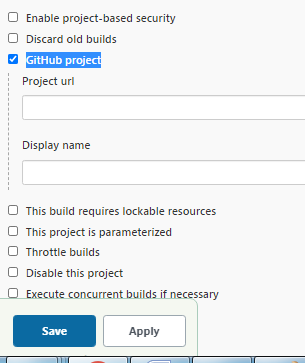 Enable project-based security
Discard old builds
GitHub project
Project url
Display name
This build requires lockable resources
This project is parameterized
Throttle builds
Disable this project
Execute concurrent builds if necessary
Save
Apply